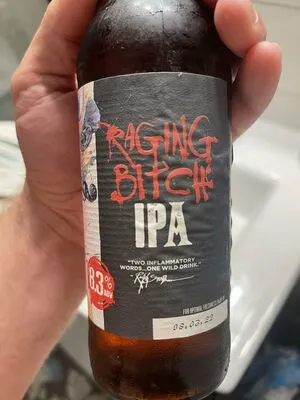 RAGING
BITCH
IPA
"TWO INFLAMMATORY
WORDS...ONE WILD DRINK."
8.3%
08.03.22